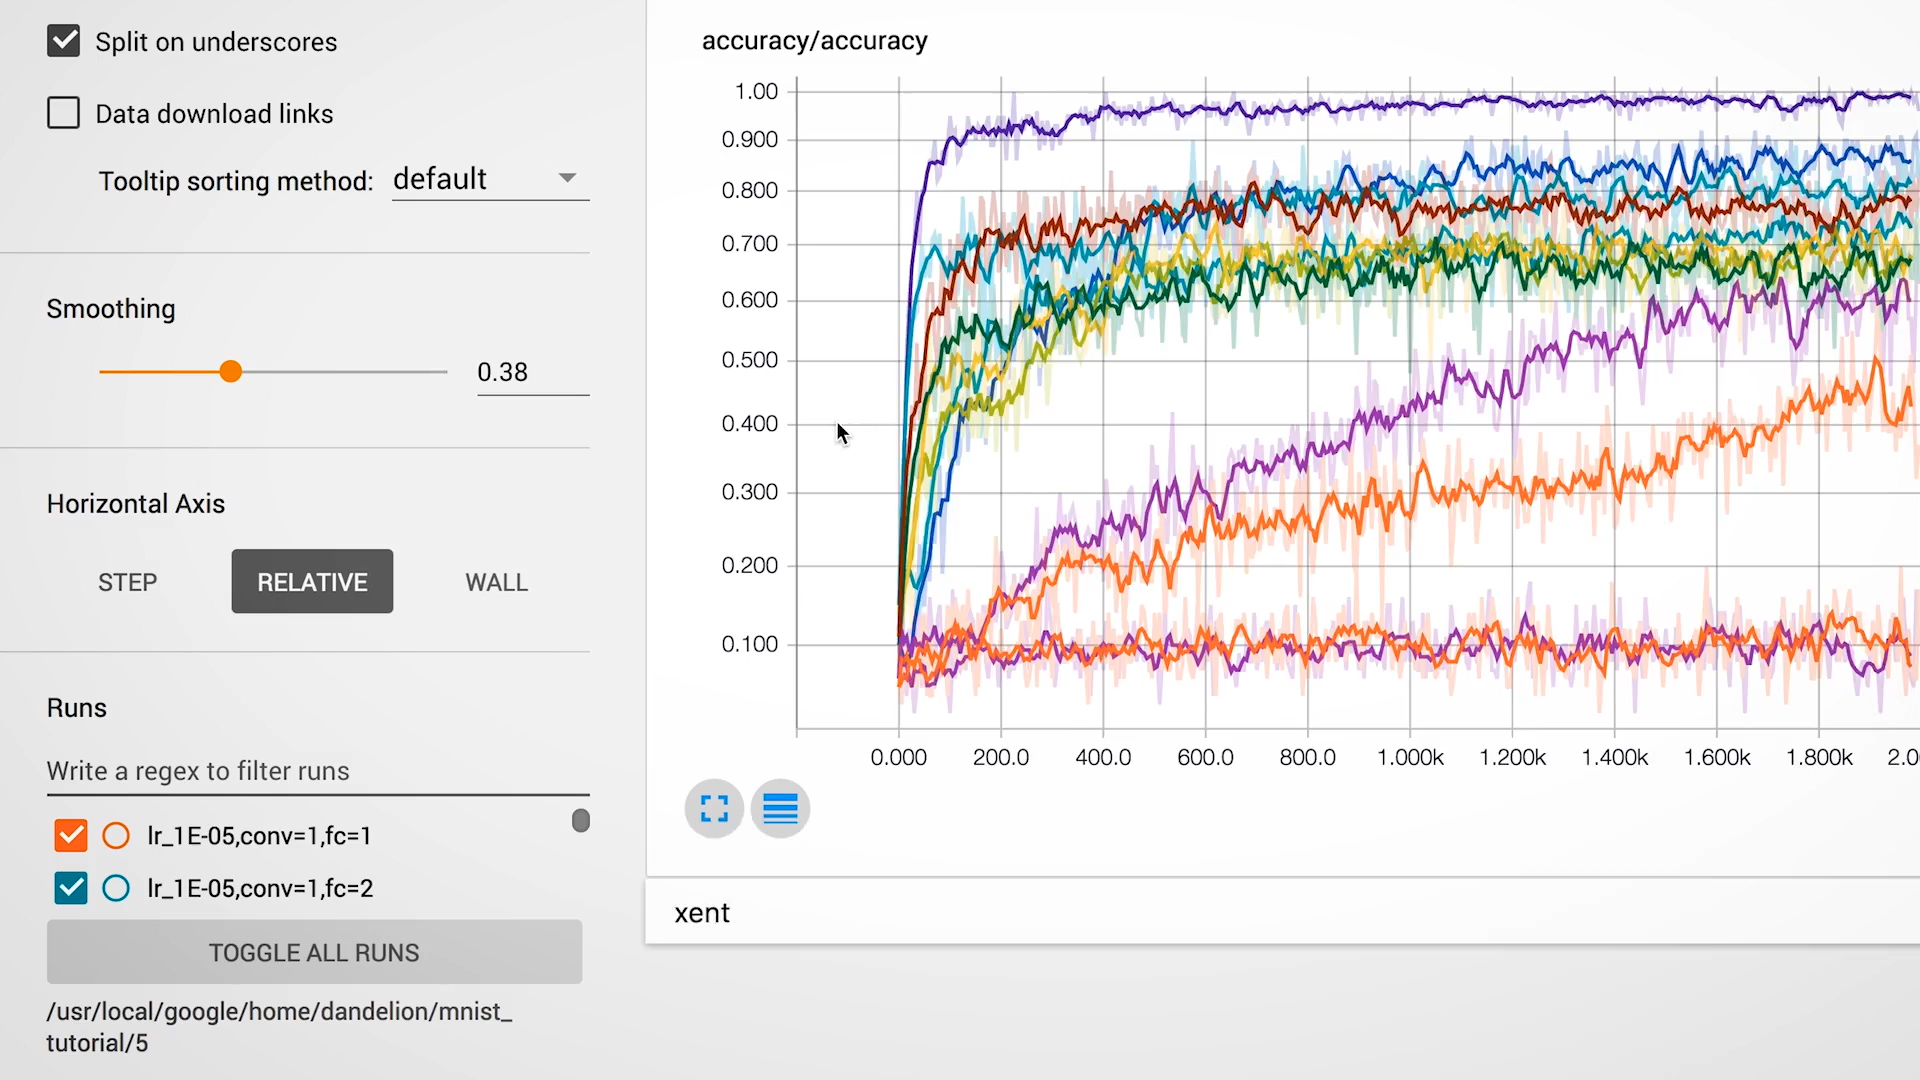 Split on underscores
Data download links
Tooltip sorting method: default
Smoothing
0.38
Horizontal Axis
STEP RELATIVE WALL
Runs
Write a regex to filter runs
lr_1E-05,conv=1,fc=1
lr_1E-05,conv=1,fc=2
TOGGLE ALL RUNS
/usr/local/google/home/dandelion/mnist_
tutorial/5
accuracy/accuracy
1.00
0.900
0.800
0.700
0.600
0.500
0.400
0.300
0.200
0.100
0.000 200.0 400.0 600.0 800.0 1.000k 1.200k 1.400k 1.600k 1.800k 2.0
xent